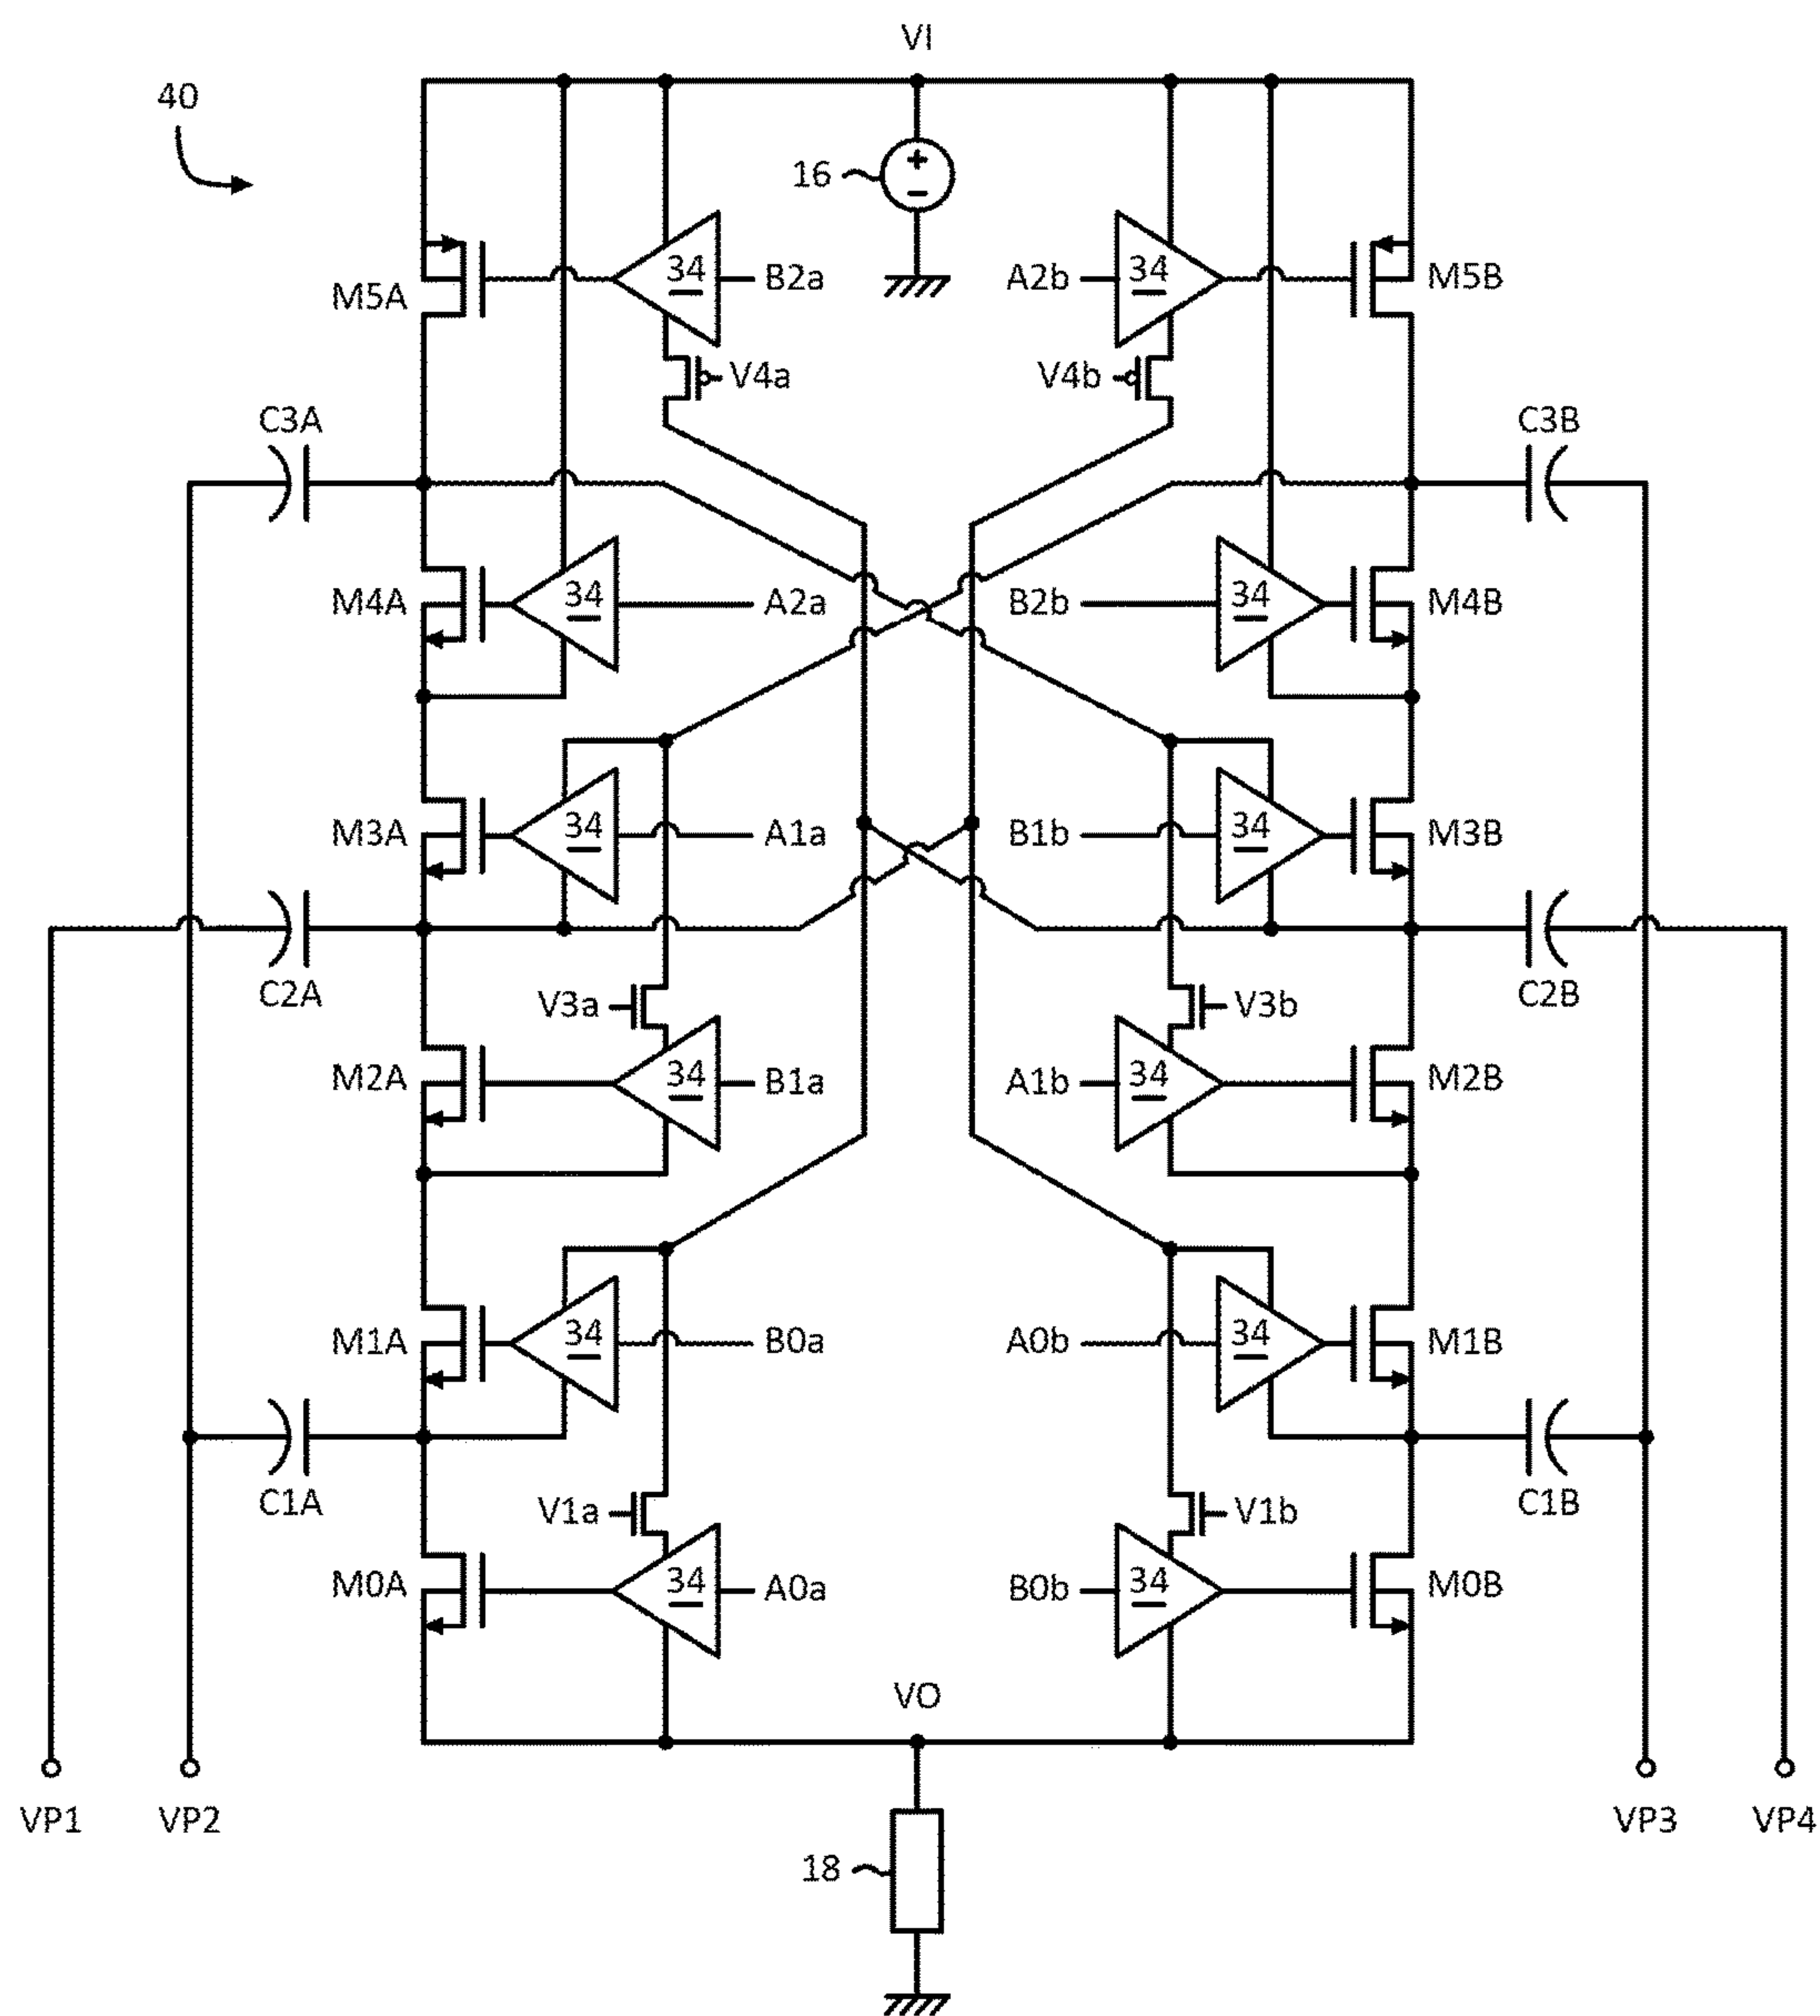 VI
40
16
M5A
34
B2a
A2b
34
M5B
V4a
V4b
C3A
C3B
M4A
34
A2a
B2b
34
M4B
M3A
34
A1a
B1b
34
M3B
C2A
C2B
V3a
V3b
M2A
34
B1a
A1b
34
M2B
M1A
34
B0a
A0b
34
M1B
C1A
C1B
V1a
V1b
M0A
34
A0a
B0b
34
M0B
VO
VP1
VP2
VP3
VP4
18